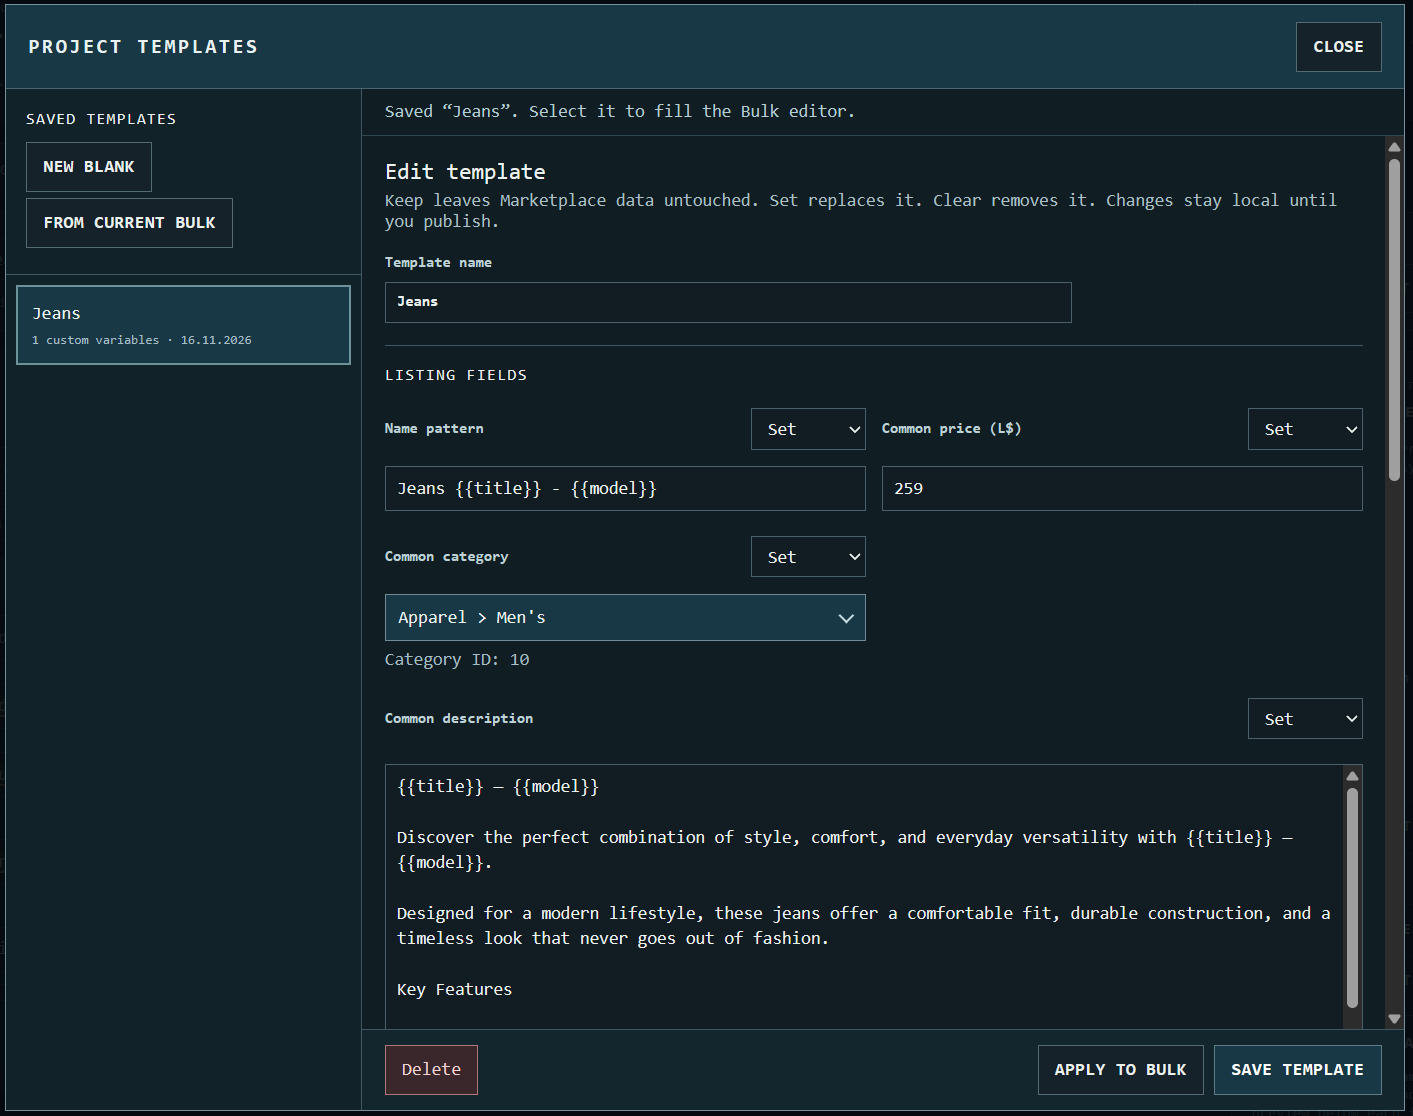 PROJECT TEMPLATES
CLOSE
SAVED TEMPLATES
NEW BLANK
FROM CURRENT BULK
Jeans
1 custom variables · 16.11.2026
Saved “Jeans”. Select it to fill the Bulk editor.
Edit template
Keep leaves Marketplace data untouched. Set replaces it. Clear removes it. Changes stay local until
you publish.
Template name
Jeans
LISTING FIELDS
Name pattern
Set
Common price (L$)
Set
Jeans {{title}} - {{model}}
259
Common category
Set
Apparel > Men's
Category ID: 10
Common description
Set
{{title}} — {{model}}
Discover the perfect combination of style, comfort, and everyday versatility with {{title}} —
{{model}}.
Designed for a modern lifestyle, these jeans offer a comfortable fit, durable construction, and a
timeless look that never goes out of fashion.
Key Features
Delete
APPLY TO BULK
SAVE TEMPLATE